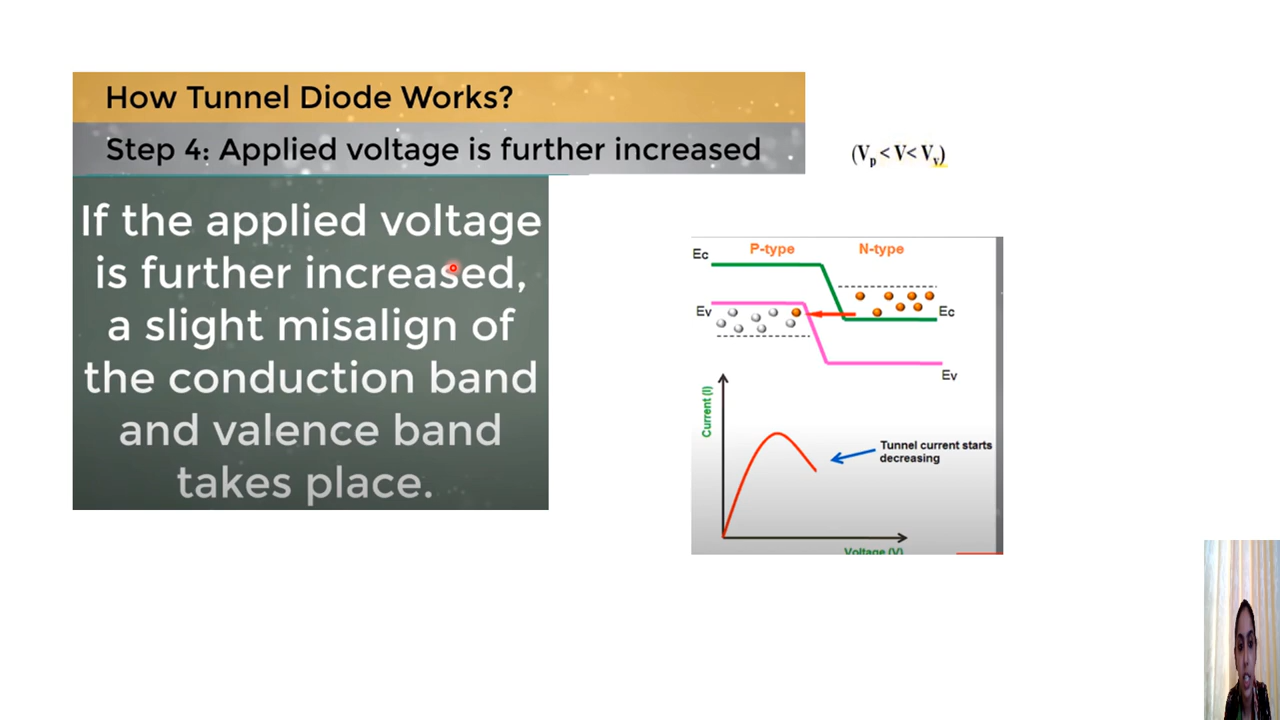 How Tunnel Diode Works?
Step 4: Applied voltage is further increased
(Vp < V< Vv)
If the applied voltage
is further increased,
a slight misalign of
the conduction band
and valence band
takes place.
P-type
N-type
Ec
Ev
Ec
Ev
Current (I)
Tunnel current starts
decreasing
Voltage (V)